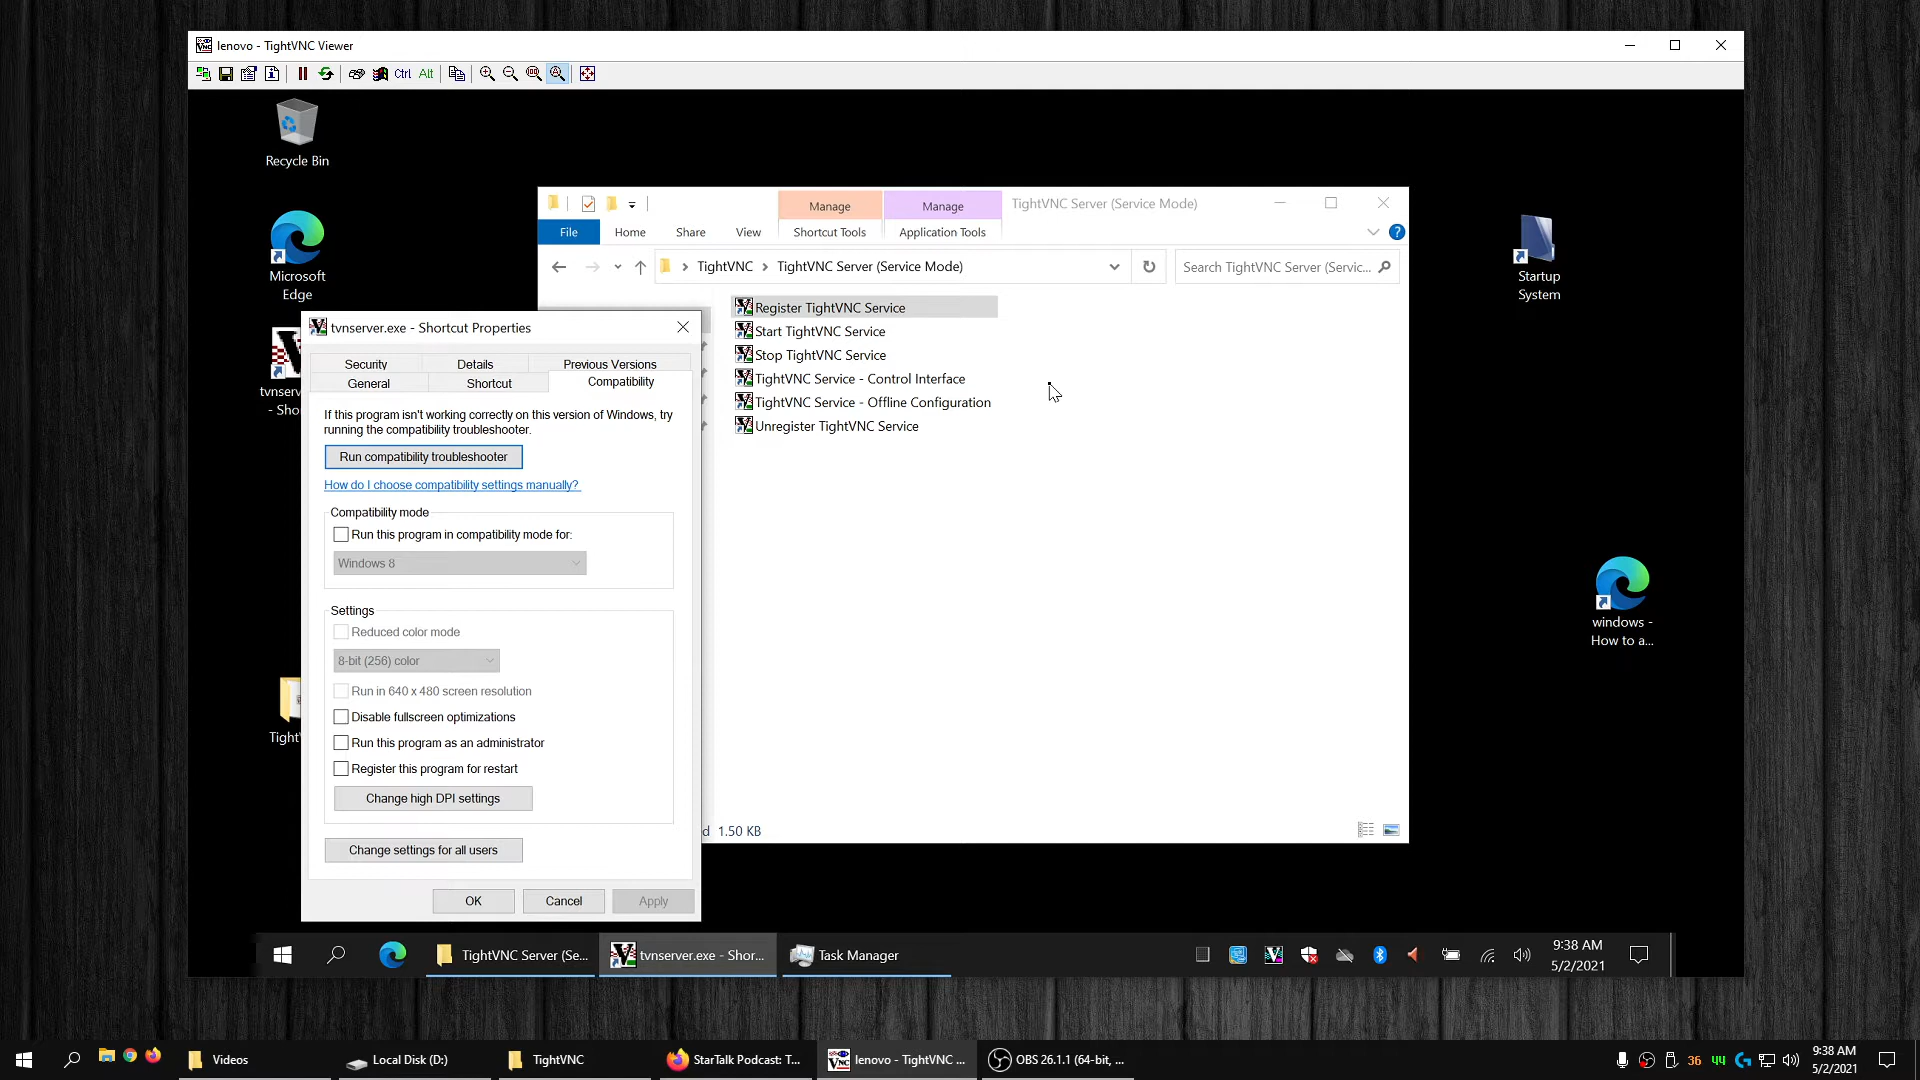 lenovo - TightVNC Viewer
Ctrl Alt
Recycle Bin
Microsoft
Edge
tvnser
- Sho
Tight
Startup
System
windows -
How to a...
Manage
Manage
TightVNC Server (Service Mode)
File
Home
Share
View
Shortcut Tools
Application Tools
TightVNC > TightVNC Server (Service Mode)
Search TightVNC Server (Servic...
Register TightVNC Service
Start TightVNC Service
Stop TightVNC Service
TightVNC Service - Control Interface
TightVNC Service - Offline Configuration
Unregister TightVNC Service
d 1.50 KB
tvnserver.exe - Shortcut Properties
Security
Details
Previous Versions
General
Shortcut
Compatibility
If this program isn't working correctly on this version of Windows, try
running the compatibility troubleshooter.
Run compatibility troubleshooter
How do I choose compatibility settings manually?
Compatibility mode
Run this program in compatibility mode for:
Windows 8
Settings
Reduced color mode
8-bit (256) color
Run in 640 x 480 screen resolution
Disable fullscreen optimizations
Run this program as an administrator
Register this program for restart
Change high DPI settings
Change settings for all users
OK
Cancel
Apply
TightVNC Server (Se...
tvnserver.exe - Shor...
Task Manager
9:38 AM
5/2/2021
Videos
Local Disk (D:)
TightVNC
StarTalk Podcast: T...
lenovo - TightVNC ...
OBS 26.1.1 (64-bit, ...
36
44
9:38 AM
5/2/2021